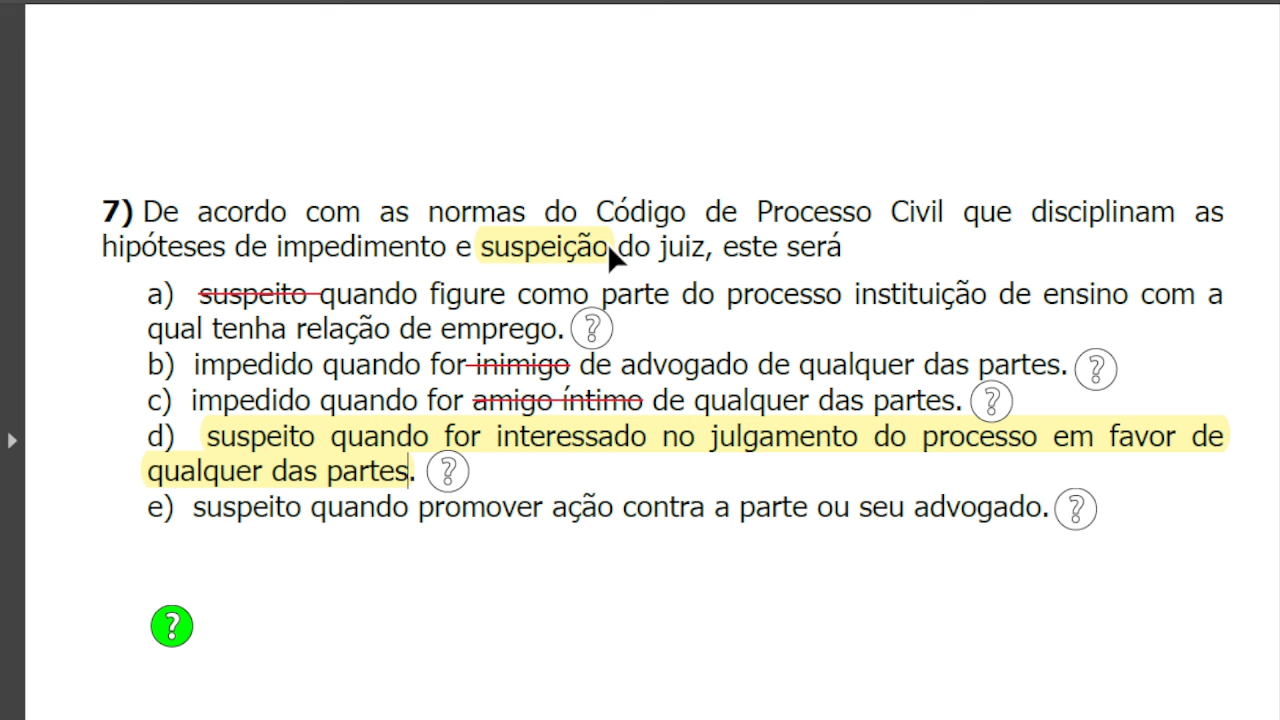 7) De acordo com as normas do Código de Processo Civil que disciplinam as
hipóteses de impedimento e suspeição do juiz, este será
a) suspeito quando figure como parte do processo instituição de ensino com a
qual tenha relação de emprego. ?
b) impedido quando for inimigo de advogado de qualquer das partes. ?
c) impedido quando for amigo íntimo de qualquer das partes. ?
d) suspeito quando for interessado no julgamento do processo em favor de
qualquer das partes. ?
e) suspeito quando promover ação contra a parte ou seu advogado. ?
?